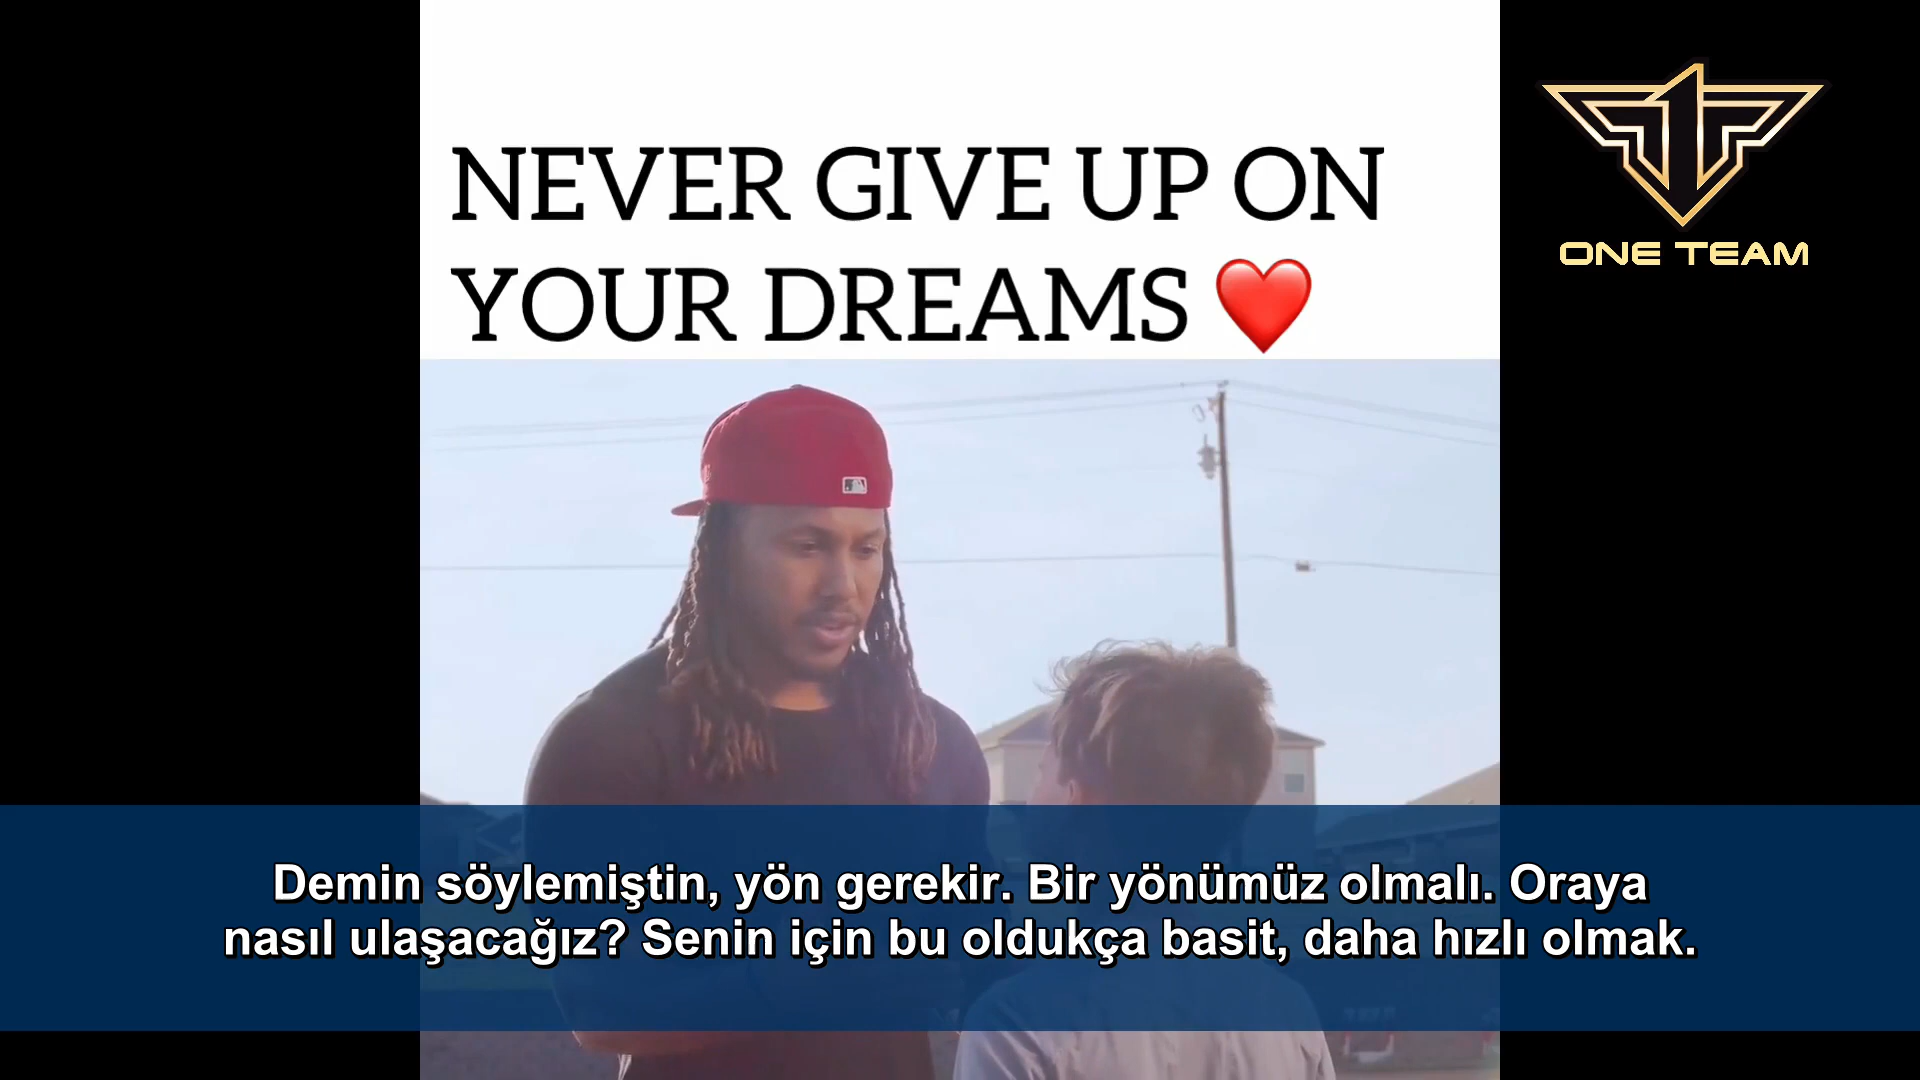 NEVER GIVE UP ON
YOUR DREAMS ❤️
ONE TEAM
Demin söylemiştin, yön gerekir. Bir yönümüz olmalı. Oraya
nasıl ulaşacağız? Senin için bu oldukça basit, daha hızlı olmak.